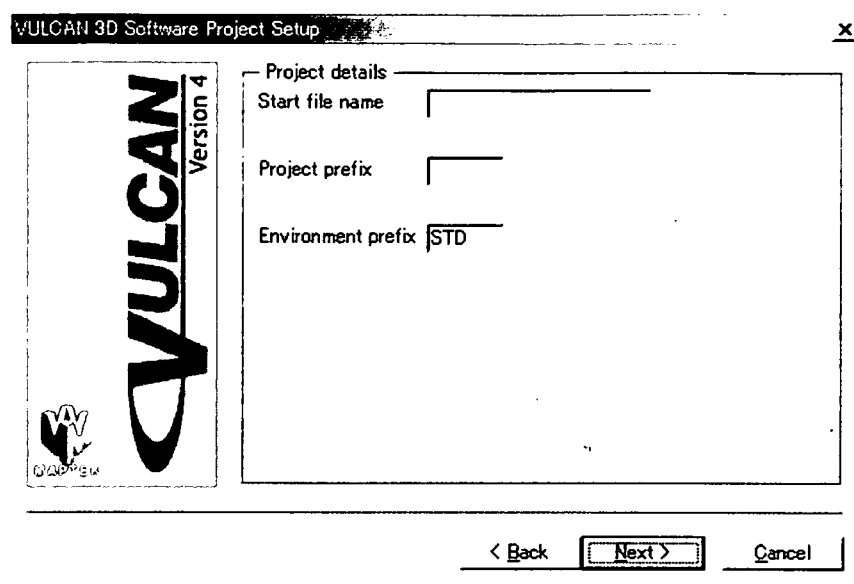 VULCAN 3D Software Project Setup
x
VULCAN
Version 4
Project details
Start file name
Project prefix
Environment prefix STD
< Back Next > Cancel